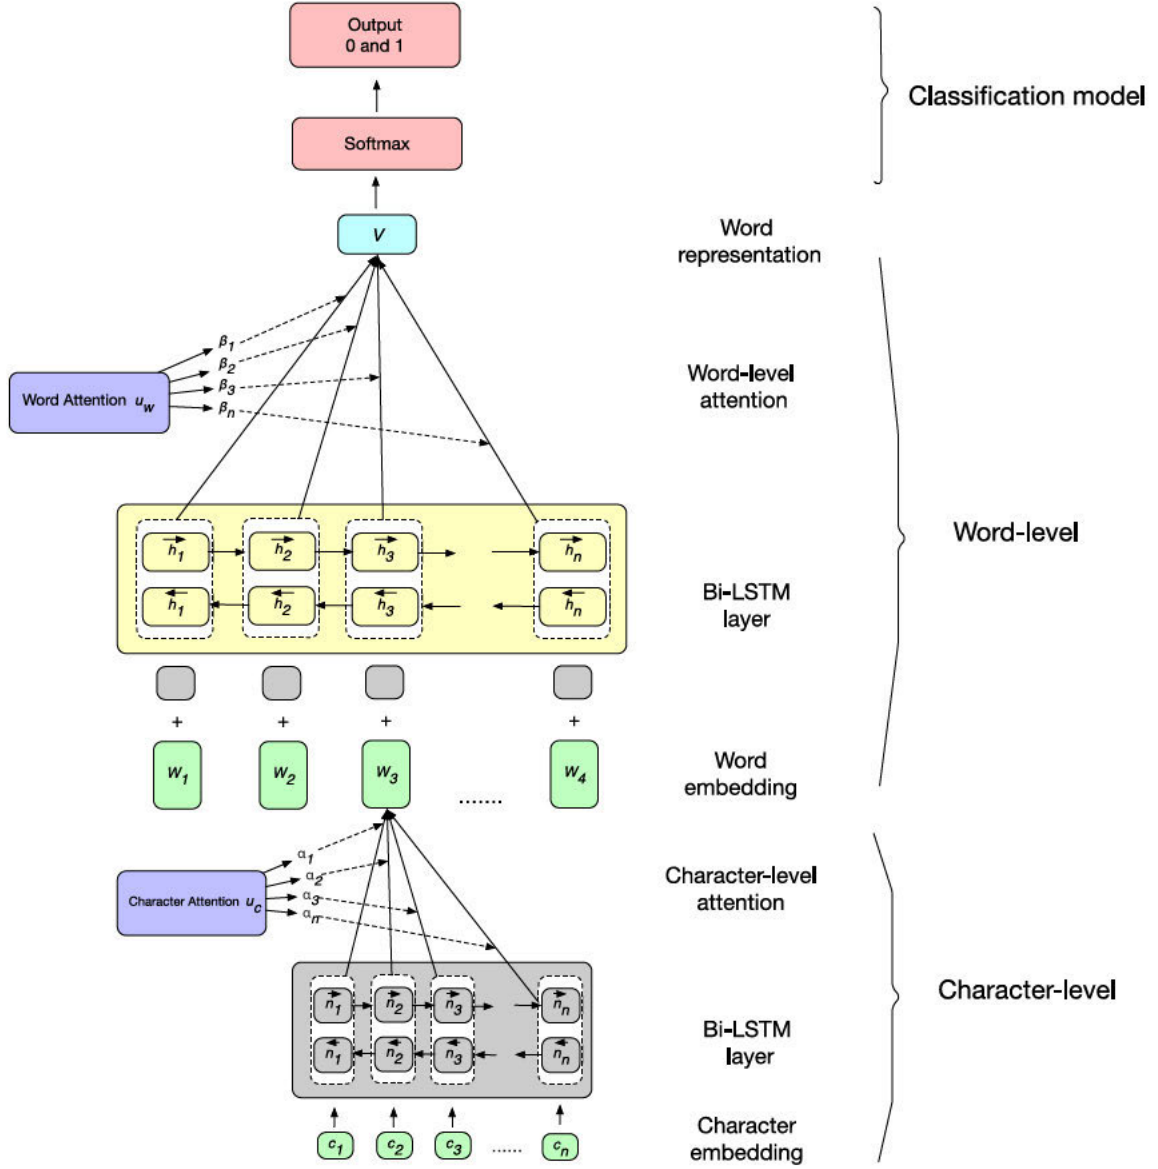 Output
0 and 1
Classification model
Softmax
V
Word
representation
β1
β2
β3
βn
Word Attention uw
Word-level
attention
h1 h2 h3 hn
h1 h2 h3 hn
Bi-LSTM
layer
Word-level
+ + + +
W1 W2 W3 ....... W4
Word
embedding
α1
α2
α3
αn
Character Attention uc
Character-level
attention
n1 n2 n3 nn
n1 n2 n3 nn
Bi-LSTM
layer
Character-level
c1 c2 c3 ...... cn
Character
embedding